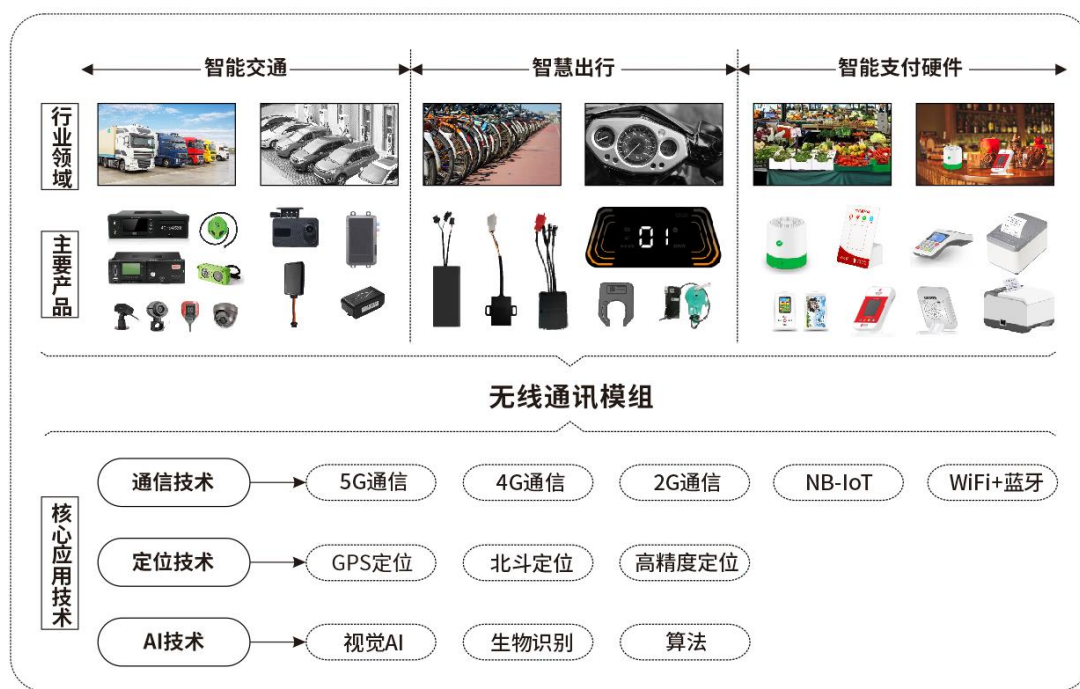 智能交通
智慧出行
智能支付硬件
行业领域
主要产品
01
无线通讯模组
核心应用技术
通信技术
5G通信
4G通信
2G通信
NB-IoT
WiFi+蓝牙
定位技术
GPS定位
北斗定位
高精度定位
AI技术
视觉AI
生物识别
算法